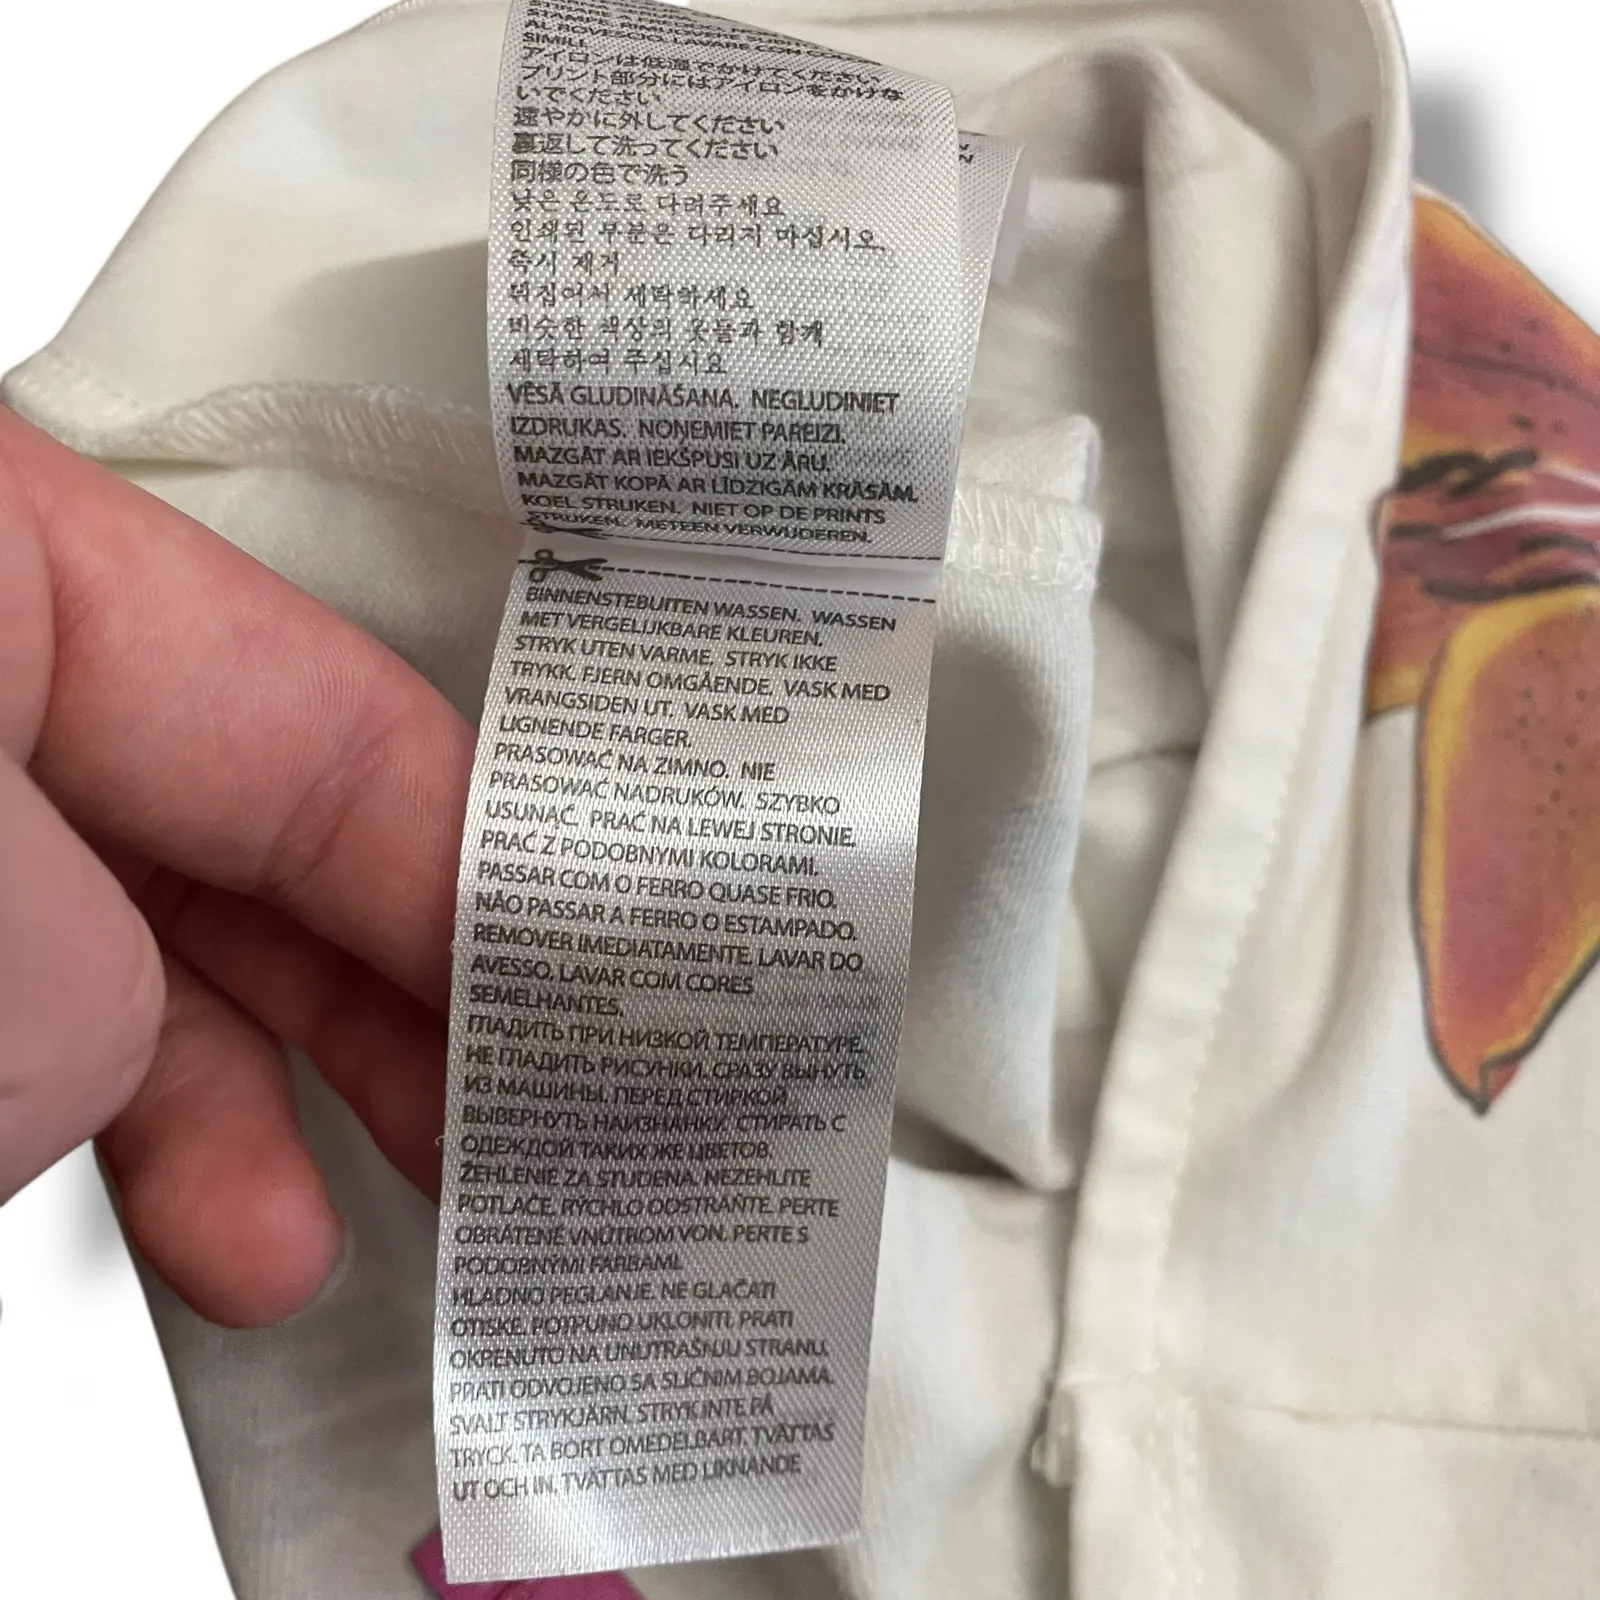 STAMPE. RIMUOVERE SUBITO.
AL ROVESCIO. LAVARE CON COLORI
SIMILI.
アイロンは低温でかけてください
プリント部分にはアイロンをかけな
いでください
速やかに外してください
裏返して洗ってください
同様の色で洗う
낮은 온도로 다려주세요
인쇄된 부분은 다리지 마십시오.
즉시 제거
뒤집어서 세탁하세요
비슷한 색상의 옷들과 함께
세탁하여 주십시요
VĒSĀ GLUDINĀŠANA. NEGLUDINIET
IZDRUKAS. NOŅEMIET PAREIZI.
MAZGĀT AR IEKŠPUSI UZ ĀRU.
MAZGĀT KOPĀ AR LĪDZIGĀM KRĀSĀM.
KOEL STRIJKEN. NIET OP DE PRINTS
STRIJKEN. METEEN VERWIJDEREN.
BINNENSTEBUITEN WASSEN. WASSEN
MET VERGELIJKBARE KLEUREN.
STRYK UTEN VARME. STRYK IKKE
TRYKK. FJERN OMGÅENDE. VASK MED
VRANGSIDEN UT. VASK MED
LIGNENDE FARGER.
PRASOWAĆ NA ZIMNO. NIE
PRASOWAĆ NADRUKÓW. SZYBKO
USUNĄĆ. PRAĆ NA LEWEJ STRONIE.
PRAĆ Z PODOBNYMI KOLORAMI.
PASSAR COM O FERRO QUASE FRIO.
NÃO PASSAR A FERRO O ESTAMPADO.
REMOVER IMEDIATAMENTE. LAVAR DO
AVESSO. LAVAR COM CORES
SEMELHANTES.
ГЛАДИТЬ ПРИ НИЗКОЙ ТЕМПЕРАТУРЕ.
НЕ ГЛАДИТЬ РИСУНКИ. СРАЗУ ВЫНУТЬ
ИЗ МАШИНЫ. ПЕРЕД СТИРКОЙ
ВЫВЕРНУТЬ НАИЗНАНКУ. СТИРАТЬ С
ОДЕЖДОЙ ТАКИХ ЖЕ ЦВЕТОВ.
ŽEHLENIE ZA STUDENA. NEZEHLITE
POTLAČE. RÝCHLO ODSTRÁŇTE. PERTE
OBRÁTENÉ VNÚTROM VON. PERTE S
PODOBNÝMI FARBAMI.
HLADNO PEGLANJE. NE GLAČATI
OTISKE. POTPUNO UKLONITI. PRATI
OKRENUTO NA UNUTRAŠNJU STRANU.
PRATI ODVOJENO SA SLIČNIM BOJAMA.
SVALT STRYKJÄRN. STRYK INTE PÅ
TRYCK. TA BORT OMEDELBART. TVÄTTAS
UT OCH IN. TVÄTTAS MED LIKNANDE